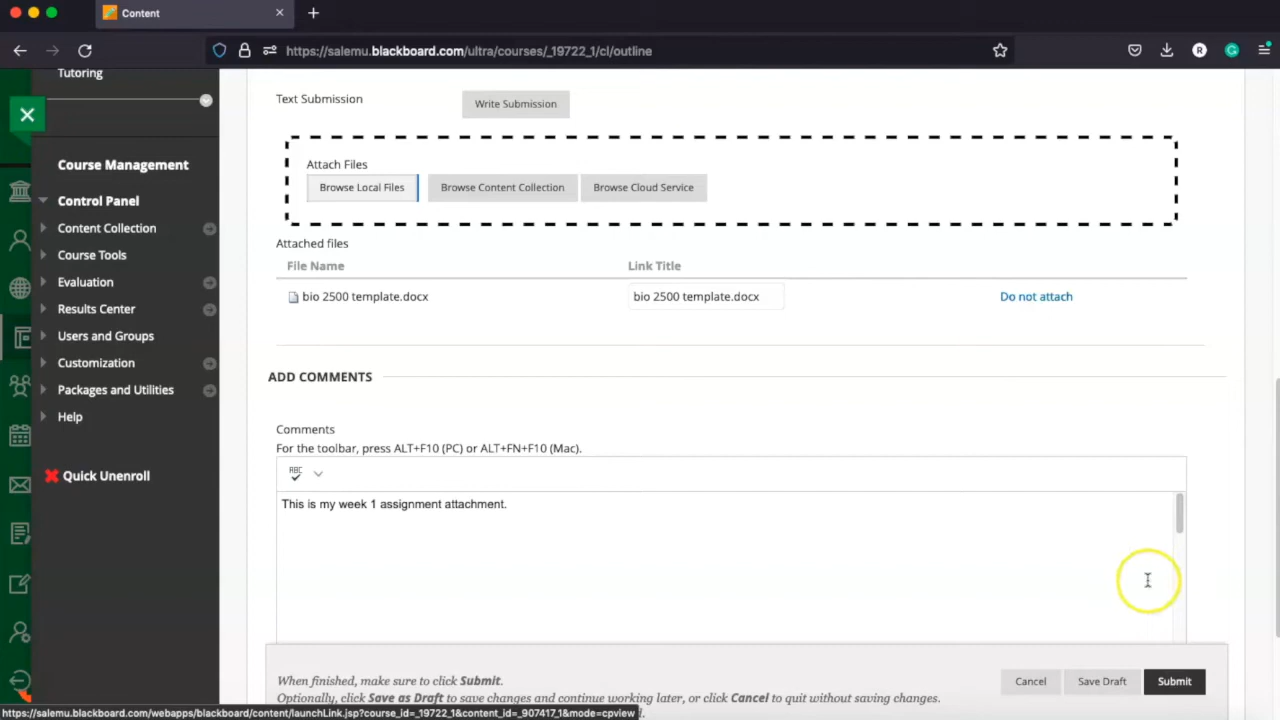 Content
https://salemu.blackboard.com/ultra/courses/_19722_1/cl/outline
R
Tutoring
Course Management
Control Panel
Content Collection
Course Tools
Evaluation
Results Center
Users and Groups
Customization
Packages and Utilities
Help
Quick Unenroll
Text Submission
Write Submission
Attach Files
Browse Local Files
Browse Content Collection
Browse Cloud Service
Attached files
File Name Link Title
bio 2500 template.docx bio 2500 template.docx Do not attach
ADD COMMENTS
Comments
For the toolbar, press ALT+F10 (PC) or ALT+FN+F10 (Mac).
ABC
This is my week 1 assignment attachment.
When finished, make sure to click Submit.
Optionally, click Save as Draft to save changes and continue working later, or click Cancel to quit without saving changes.
Cancel
Save Draft
Submit
https://salemu.blackboard.com/webapps/blackboard/content/launchLink.jsp?course_id=_19722_1&content_id=_907417_1&mode=cpview